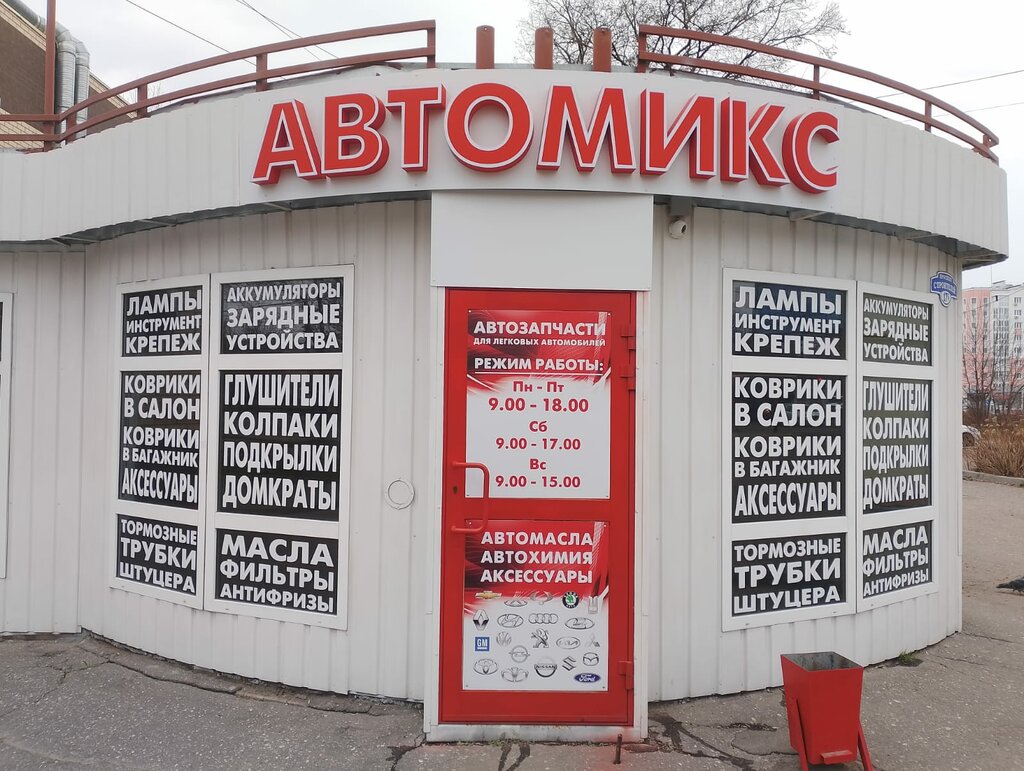 АВТОМИКС
ЛАМПЫ
ИНСТРУМЕНТ
КРЕПЕЖ
КОВРИКИ
В САЛОН
КОВРИКИ
В БАГАЖНИК
АКСЕССУАРЫ
ТОРМОЗНЫЕ
ТРУБКИ
ШТУЦЕРА
АККУМУЛЯТОРЫ
ЗАРЯДНЫЕ
УСТРОЙСТВА
ГЛУШИТЕЛИ
КОЛПАКИ
ПОДКРЫЛКИ
ДОМКРАТЫ
МАСЛА
ФИЛЬТРЫ
АНТИФРИЗЫ
АВТОЗАПЧАСТИ
ДЛЯ ЛЕГКОВЫХ АВТОМОБИЛЕЙ
РЕЖИМ РАБОТЫ:
Пн - Пт
9.00 - 18.00
Сб
9.00 - 17.00
Вс
9.00 - 15.00
АВТОМАСЛА
АВТОХИМИЯ
АКСЕССУАРЫ
GM
NISSAN
Ford
ЛАМПЫ
ИНСТРУМЕНТ
КРЕПЕЖ
КОВРИКИ
В САЛОН
КОВРИКИ
В БАГАЖНИК
АКСЕССУАРЫ
ТОРМОЗНЫЕ
ТРУБКИ
ШТУЦЕРА
АККУМУЛЯТОРЫ
ЗАРЯДНЫЕ
УСТРОЙСТВА
ГЛУШИТЕЛИ
КОЛПАКИ
ПОДКРЫЛКИ
ДОМКРАТЫ
МАСЛА
ФИЛЬТРЫ
АНТИФРИЗЫ